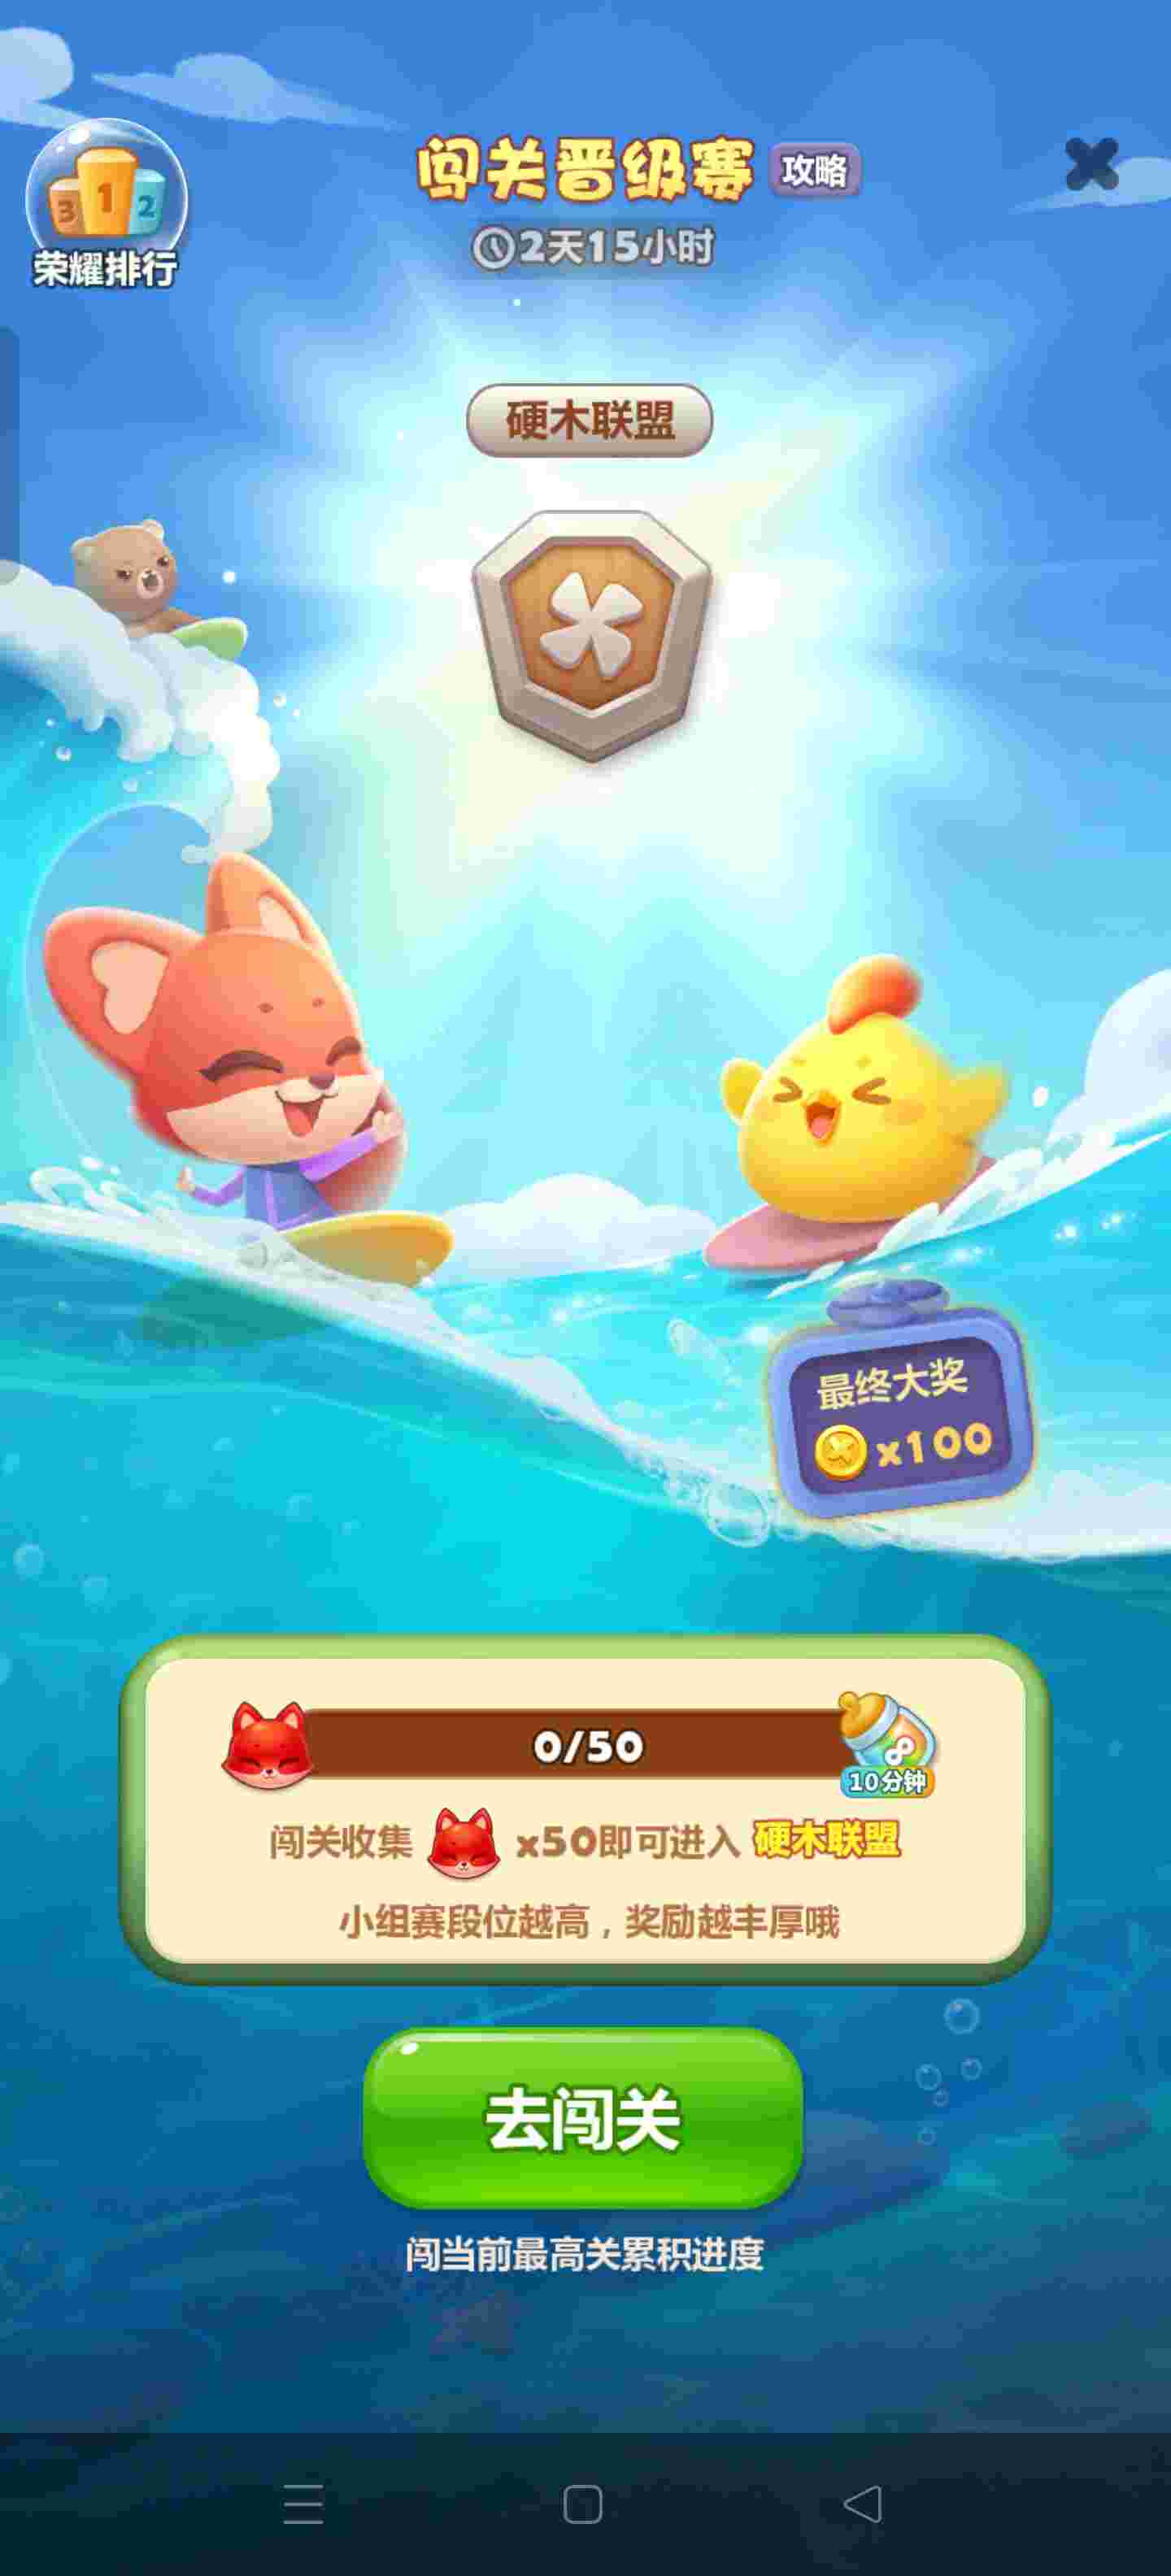 闯关晋级赛 攻略
2天15小时
3 1 2
荣耀排行
硬木联盟
最终大奖
x100
0/50
10分钟
闯关收集 x50即可进入 硬木联盟
小组赛段位越高，奖励越丰厚哦
去闯关
闯当前最高关累积进度